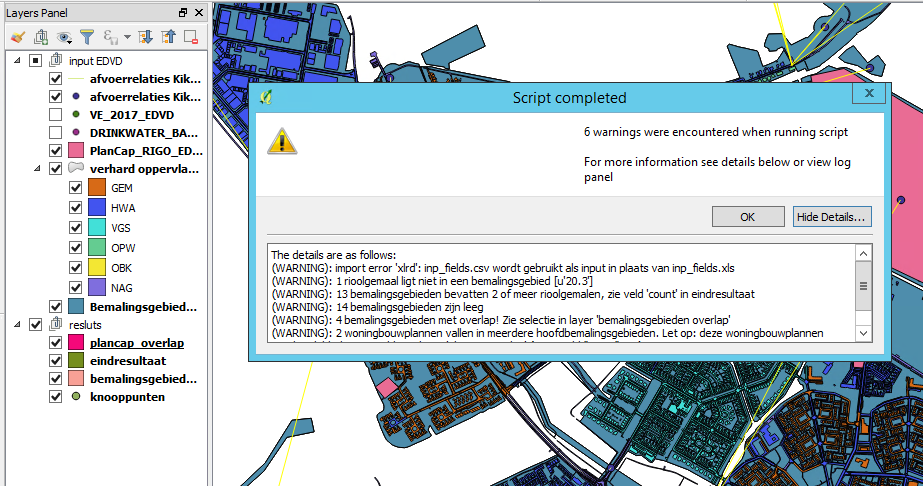 Layers Panel
input EDVD
afvoerrelaties Kik...
afvoerrelaties Kik...
VE_2017_EDVD
DRINKWATER_BA...
PlanCap_RIGO_ED...
verhard oppervla...
GEM
HWA
VGS
OPW
OBK
NAG
Bemalingsgebied...
resluts
plancap_overlap
eindresultaat
bemalingsgebied...
knooppunten
Script completed
x
6 warnings were encountered when running script
For more information see details below or view log
panel
OK
Hide Details...
The details are as follows:
(WARNING): import error 'xlrd': inp_fields.csv wordt gebruikt als input in plaats van inp_fields.xls
(WARNING): 1 rioolgemaal ligt niet in een bemalingsgebied [u'20.3']
(WARNING): 13 bemalingsgebieden bevatten 2 of meer rioolgemalen, zie veld 'count' in eindresultaat
(WARNING): 14 bemalingsgebieden zijn leeg
(WARNING): 4 bemalingsgebieden met overlap! Zie selectie in layer 'bemalingsgebieden overlap'
(WARNING): 2 woningbouwplannen vallen in meerdere hoofdbemalingsgebieden. Let op: deze woningbouwplannen